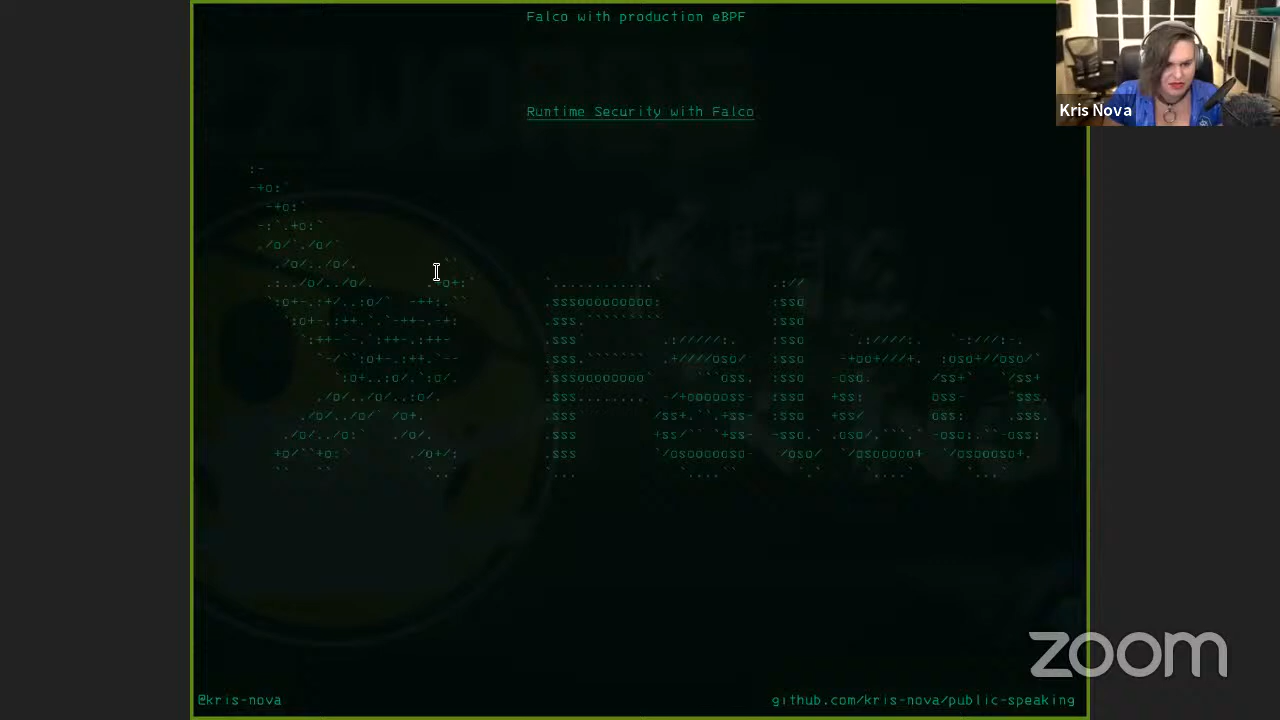 Falco with production eBPF
Kris Nova
Runtime Security with Falco
Falco
zoom
@kris-nova
github.com/kris-nova/public-speaking